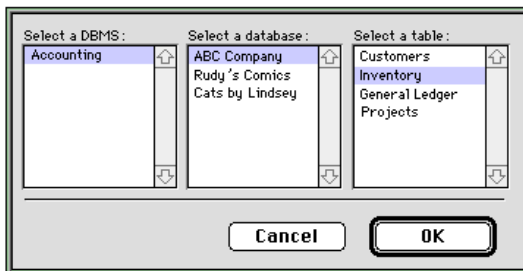 Select a DBMS:
Accounting
Select a database:
ABC Company
Rudy's Comics
Cats by Lindsey
Select a table:
Customers
Inventory
General Ledger
Projects
Cancel
OK